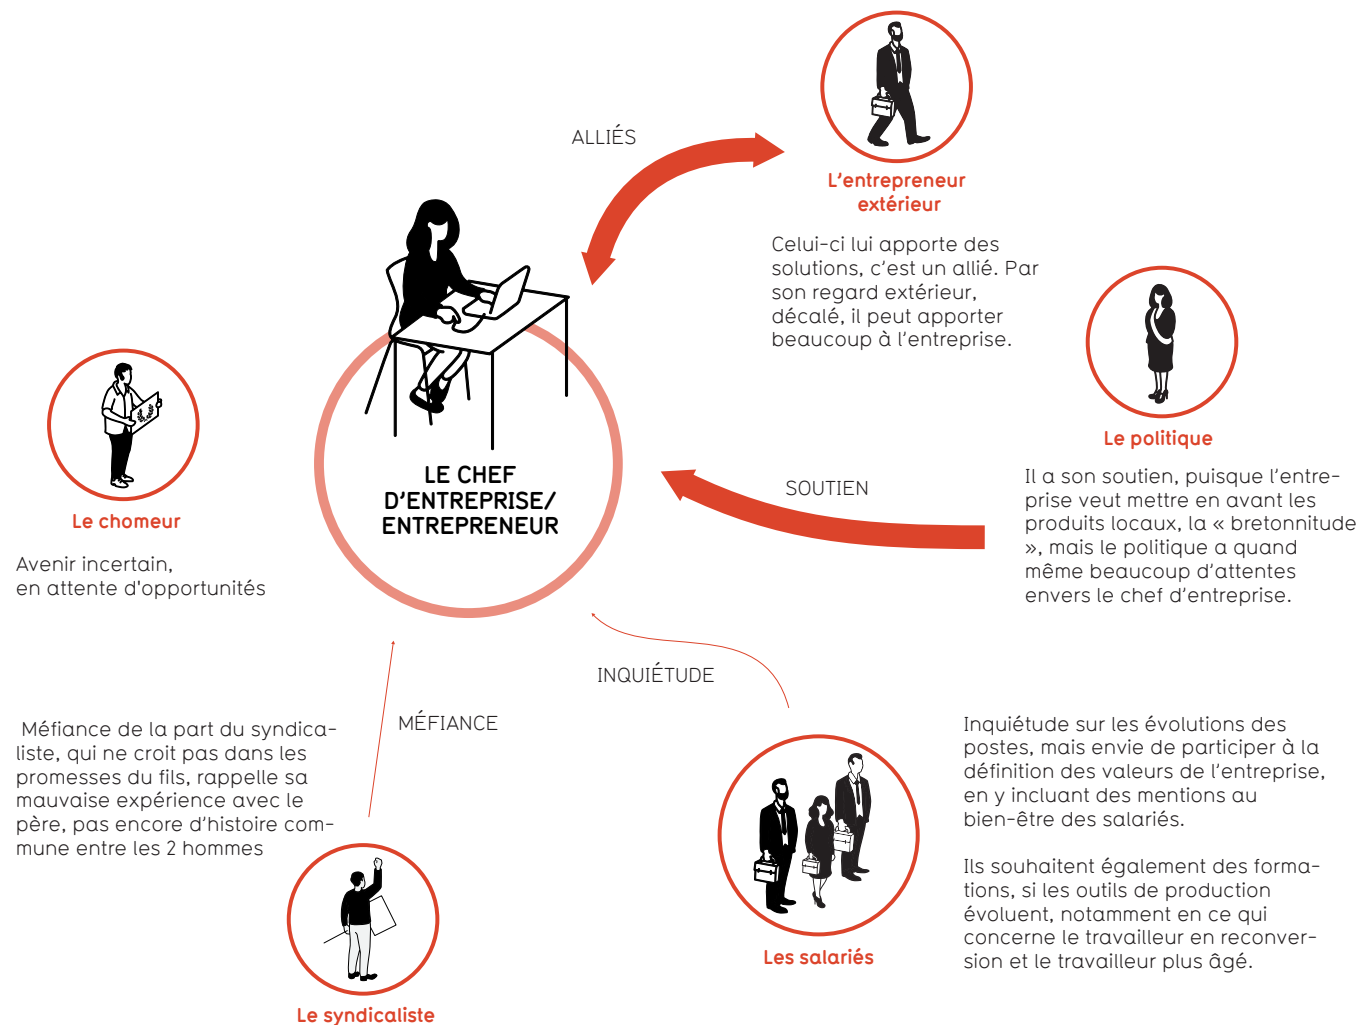 ALLIÉS
L'entrepreneur
extérieur
Celui-ci lui apporte des
solutions, c'est un allié. Par
son regard extérieur,
décalé, il peut apporter
beaucoup à l'entreprise.
Le politique
Il a son soutien, puisque l'entre-
prise veut mettre en avant les
produits locaux, la « bretonnitude
», mais le politique a quand
même beaucoup d'attentes
envers le chef d'entreprise.
SOUTIEN
LE CHEF
D'ENTREPRISE/
ENTREPRENEUR
Le chomeur
Avenir incertain,
en attente d'opportunités
INQUIÉTUDE
MÉFIANCE
Méfiance de la part du syndica-
liste, qui ne croit pas dans les
promesses du fils, rappelle sa
mauvaise expérience avec le
père, pas encore d'histoire com-
mune entre les 2 hommes
Le syndicaliste
Les salariés
Inquiétude sur les évolutions des
postes, mais envie de participer à la
définition des valeurs de l'entreprise,
en y incluant des mentions au
bien-être des salariés.
Ils souhaitent également des forma-
tions, si les outils de production
évoluent, notamment en ce qui
concerne le travailleur en reconver-
sion et le travailleur plus âgé.